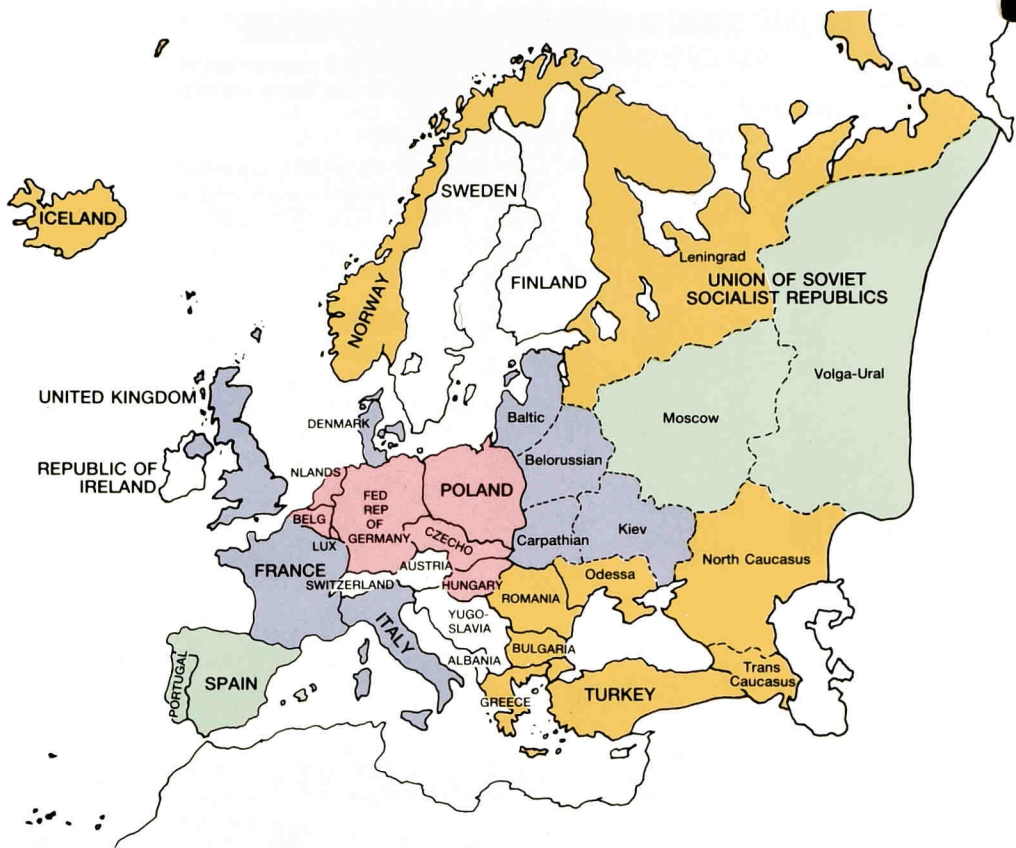 SWEDEN
ICELAND
Leningrad
UNION OF SOVIET
SOCIALIST REPUBLICS
FINLAND
NORWAY
Volga-Ural
UNITED KINGDOM
DENMARK
Baltic
Moscow
REPUBLIC OF
IRELAND
NLANDS
Belorussian
POLAND
FED
REP
OF
GERMANY
BELG
Kiev
CZECHO
Carpathian
LUX
North Caucasus
FRANCE
AUSTRIA
SWITZERLAND
HUNGARY
Odessa
ROMANIA
YUGO-
SLAVIA
ITALY
BULGARIA
ALBANIA
Trans
Caucasus
PORTUGAL
SPAIN
TURKEY
GREECE